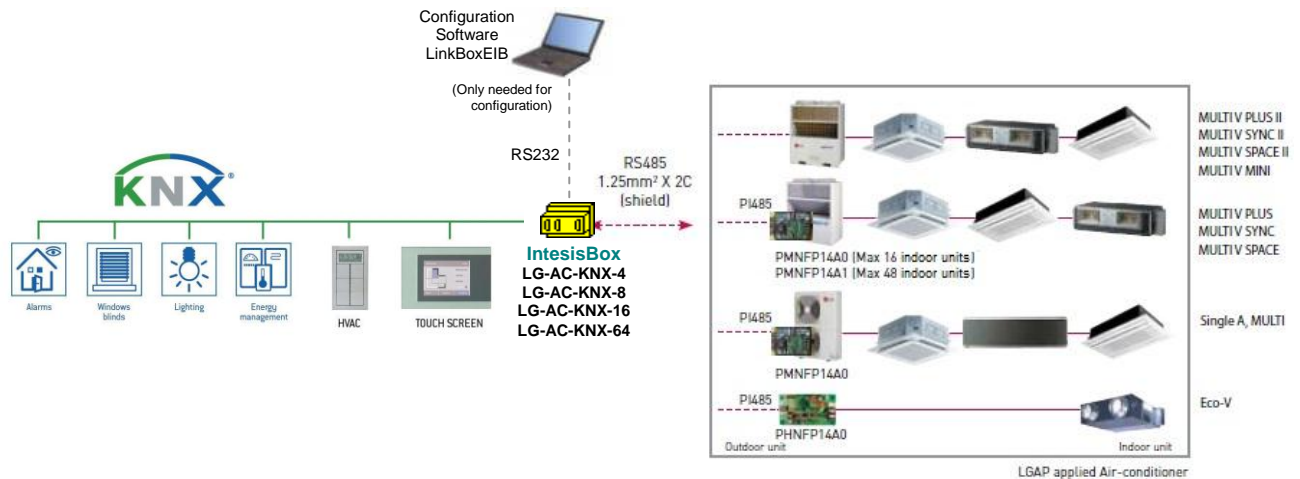 Configuration
Software
LinkBoxEIB
(Only needed for
configuration)
RS232
RS485
1.25mm² X 2C
(shield)
KNX®
IntesisBox
LG-AC-KNX-4
LG-AC-KNX-8
LG-AC-KNX-16
LG-AC-KNX-64
Alarms
Windows
blinds
Lighting
Energy
management
HVAC
TOUCH SCREEN
MULTI V PLUS II
MULTI V SYNC II
MULTI V SPACE II
MULTI V MINI
PI485
PMNFP14A0 (Max 16 indoor units)
PMNFP14A1 (Max 48 indoor units)
MULTI V PLUS
MULTI V SYNC
MULTI V SPACE
PI485
PMNFP14A0
Single A, MULTI
PI485
PHNFP14A0
Eco-V
Outdoor unit
Indoor unit
LGAP applied Air-conditioner